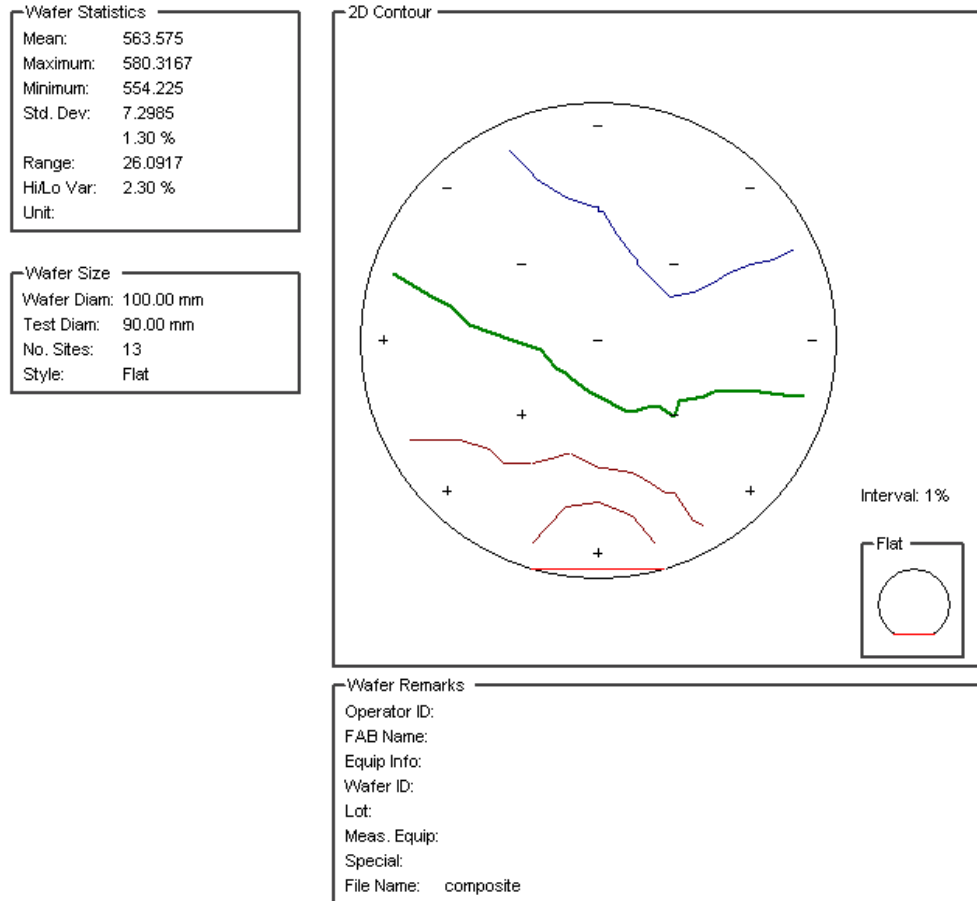 Wafer Statistics
Mean: 563.575
Maximum: 580.3167
Minimum: 554.225
Std. Dev: 7.2985
1.30 %
Range: 26.0917
Hi/Lo Var: 2.30 %
Unit:
Wafer Size
Wafer Diam: 100.00 mm
Test Diam: 90.00 mm
No. Sites: 13
Style: Flat
2D Contour
Interval: 1%
Flat
Wafer Remarks
Operator ID:
FAB Name:
Equip Info:
Wafer ID:
Lot:
Meas. Equip:
Special:
File Name: composite